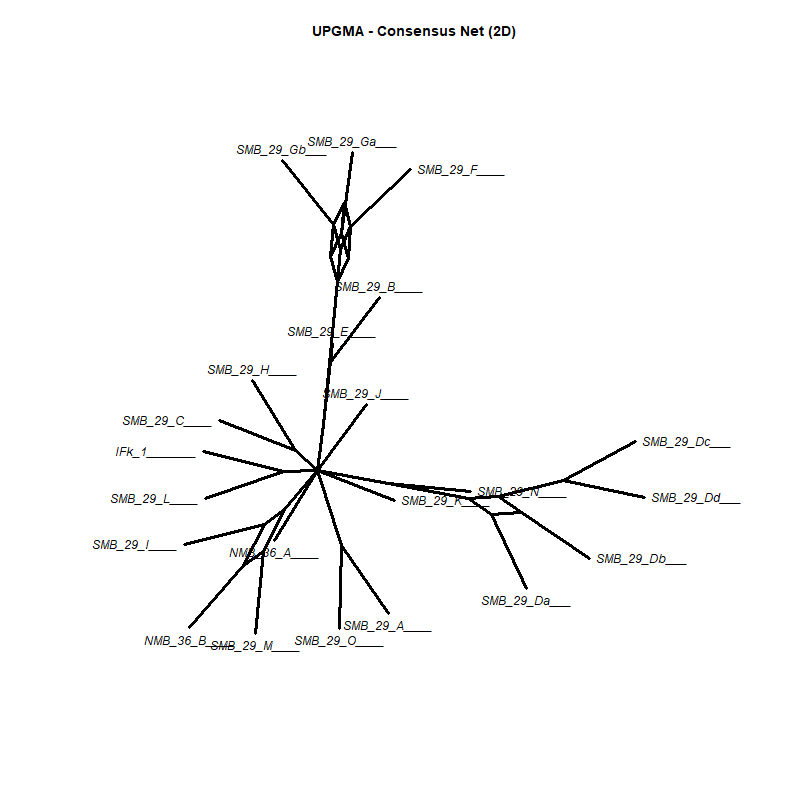 UPGMA - Consensus Net (2D)
SMB_29_Ga___
SMB_29_Gb___
SMB_29_F____
SMB_29_B____
SMB_29_E____
SMB_29_H____
SMB_29_J____
SMB_29_C____
SMB_29_Dc___
IFk_1_______
SMB_29_N____
SMB_29_L____
SMB_29_Dd___
SMB_29_K____
SMB_29_I____
NMB_36_A____
SMB_29_Db___
SMB_29_Da___
SMB_29_A____
NMB_36_B____
SMB_29_O____
SMB_29_M____